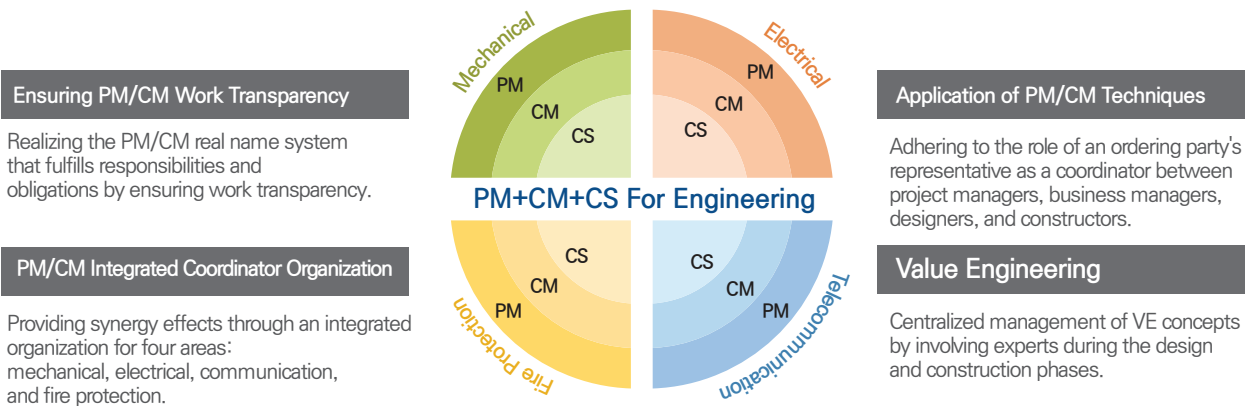 Ensuring PM/CM Work Transparency
Realizing the PM/CM real name system
that fulfills responsibilities and
obligations by ensuring work transparency.
PM/CM Integrated Coordinator Organization
Providing synergy effects through an integrated
organization for four areas:
mechanical, electrical, communication,
and fire protection.
Mechanical
PM
CM
CS
Electrical
PM
CM
CS
PM+CM+CS For Engineering
CS
CM
PM
Fire Protection
CS
CM
PM
Telecommunication
Application of PM/CM Techniques
Adhering to the role of an ordering party's
representative as a coordinator between
project managers, business managers,
designers, and constructors.
Value Engineering
Centralized management of VE concepts
by involving experts during the design
and construction phases.